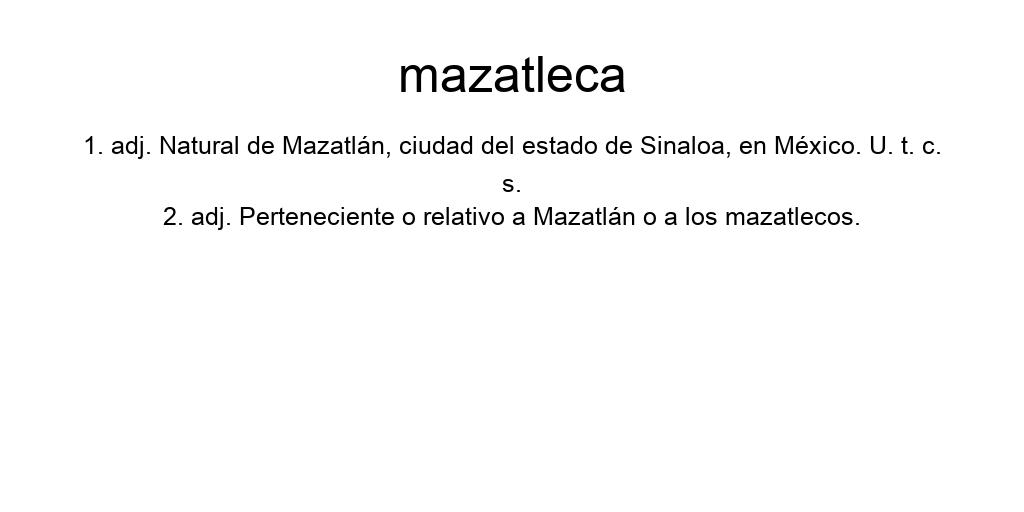 mazatleca
1. adj. Natural de Mazatlán, ciudad del estado de Sinaloa, en México. U. t. c.
s.
2. adj. Perteneciente o relativo a Mazatlán o a los mazatlecos.